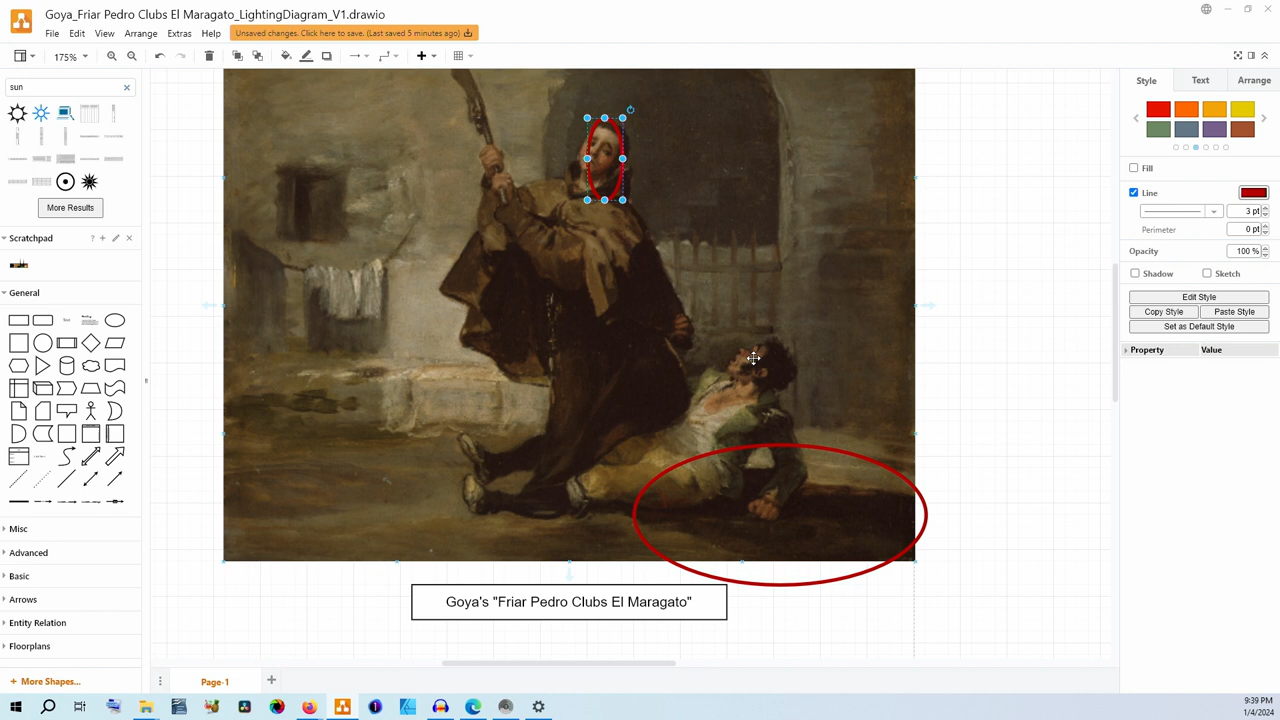 Goya_Friar Pedro Clubs El Maragato_LightingDiagram_V1.drawio
File Edit View Arrange Extras Help
Unsaved changes. Click here to save. (Last saved 5 minutes ago)
175%
sun
More Results
Scratchpad
General
Text
Misc
Advanced
Basic
Arrows
Entity Relation
Floorplans
+ More Shapes...
Goya's "Friar Pedro Clubs El Maragato"
Page-1
Style Text Arrange
Fill
Line
3 pt
Perimeter
0 pt
Opacity
100 %
Shadow Sketch
Edit Style
Copy Style Paste Style
Set as Default Style
Property Value
9:39 PM
1/4/2024